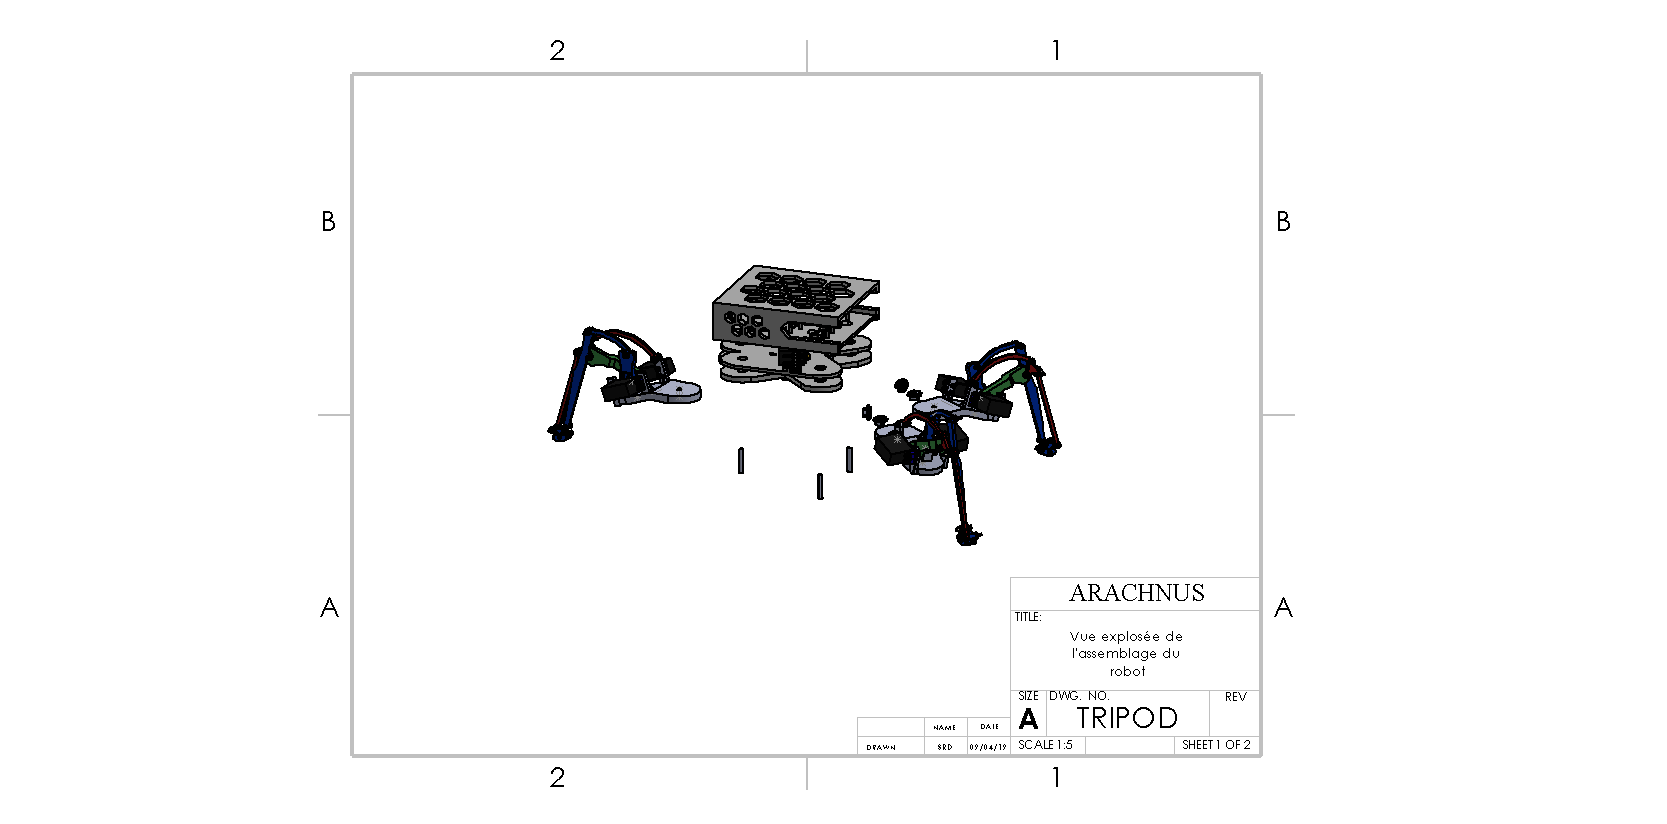 2 1
B B
A A
ARACHNUS
TITLE:
Vue explosée de
l'assemblage du
robot
SIZE DWG. NO. REV
A TRIPOD
NAME DATE
DRAWN BRD 09/04/19
SCALE 1:5 SHEET 1 OF 2
2 1